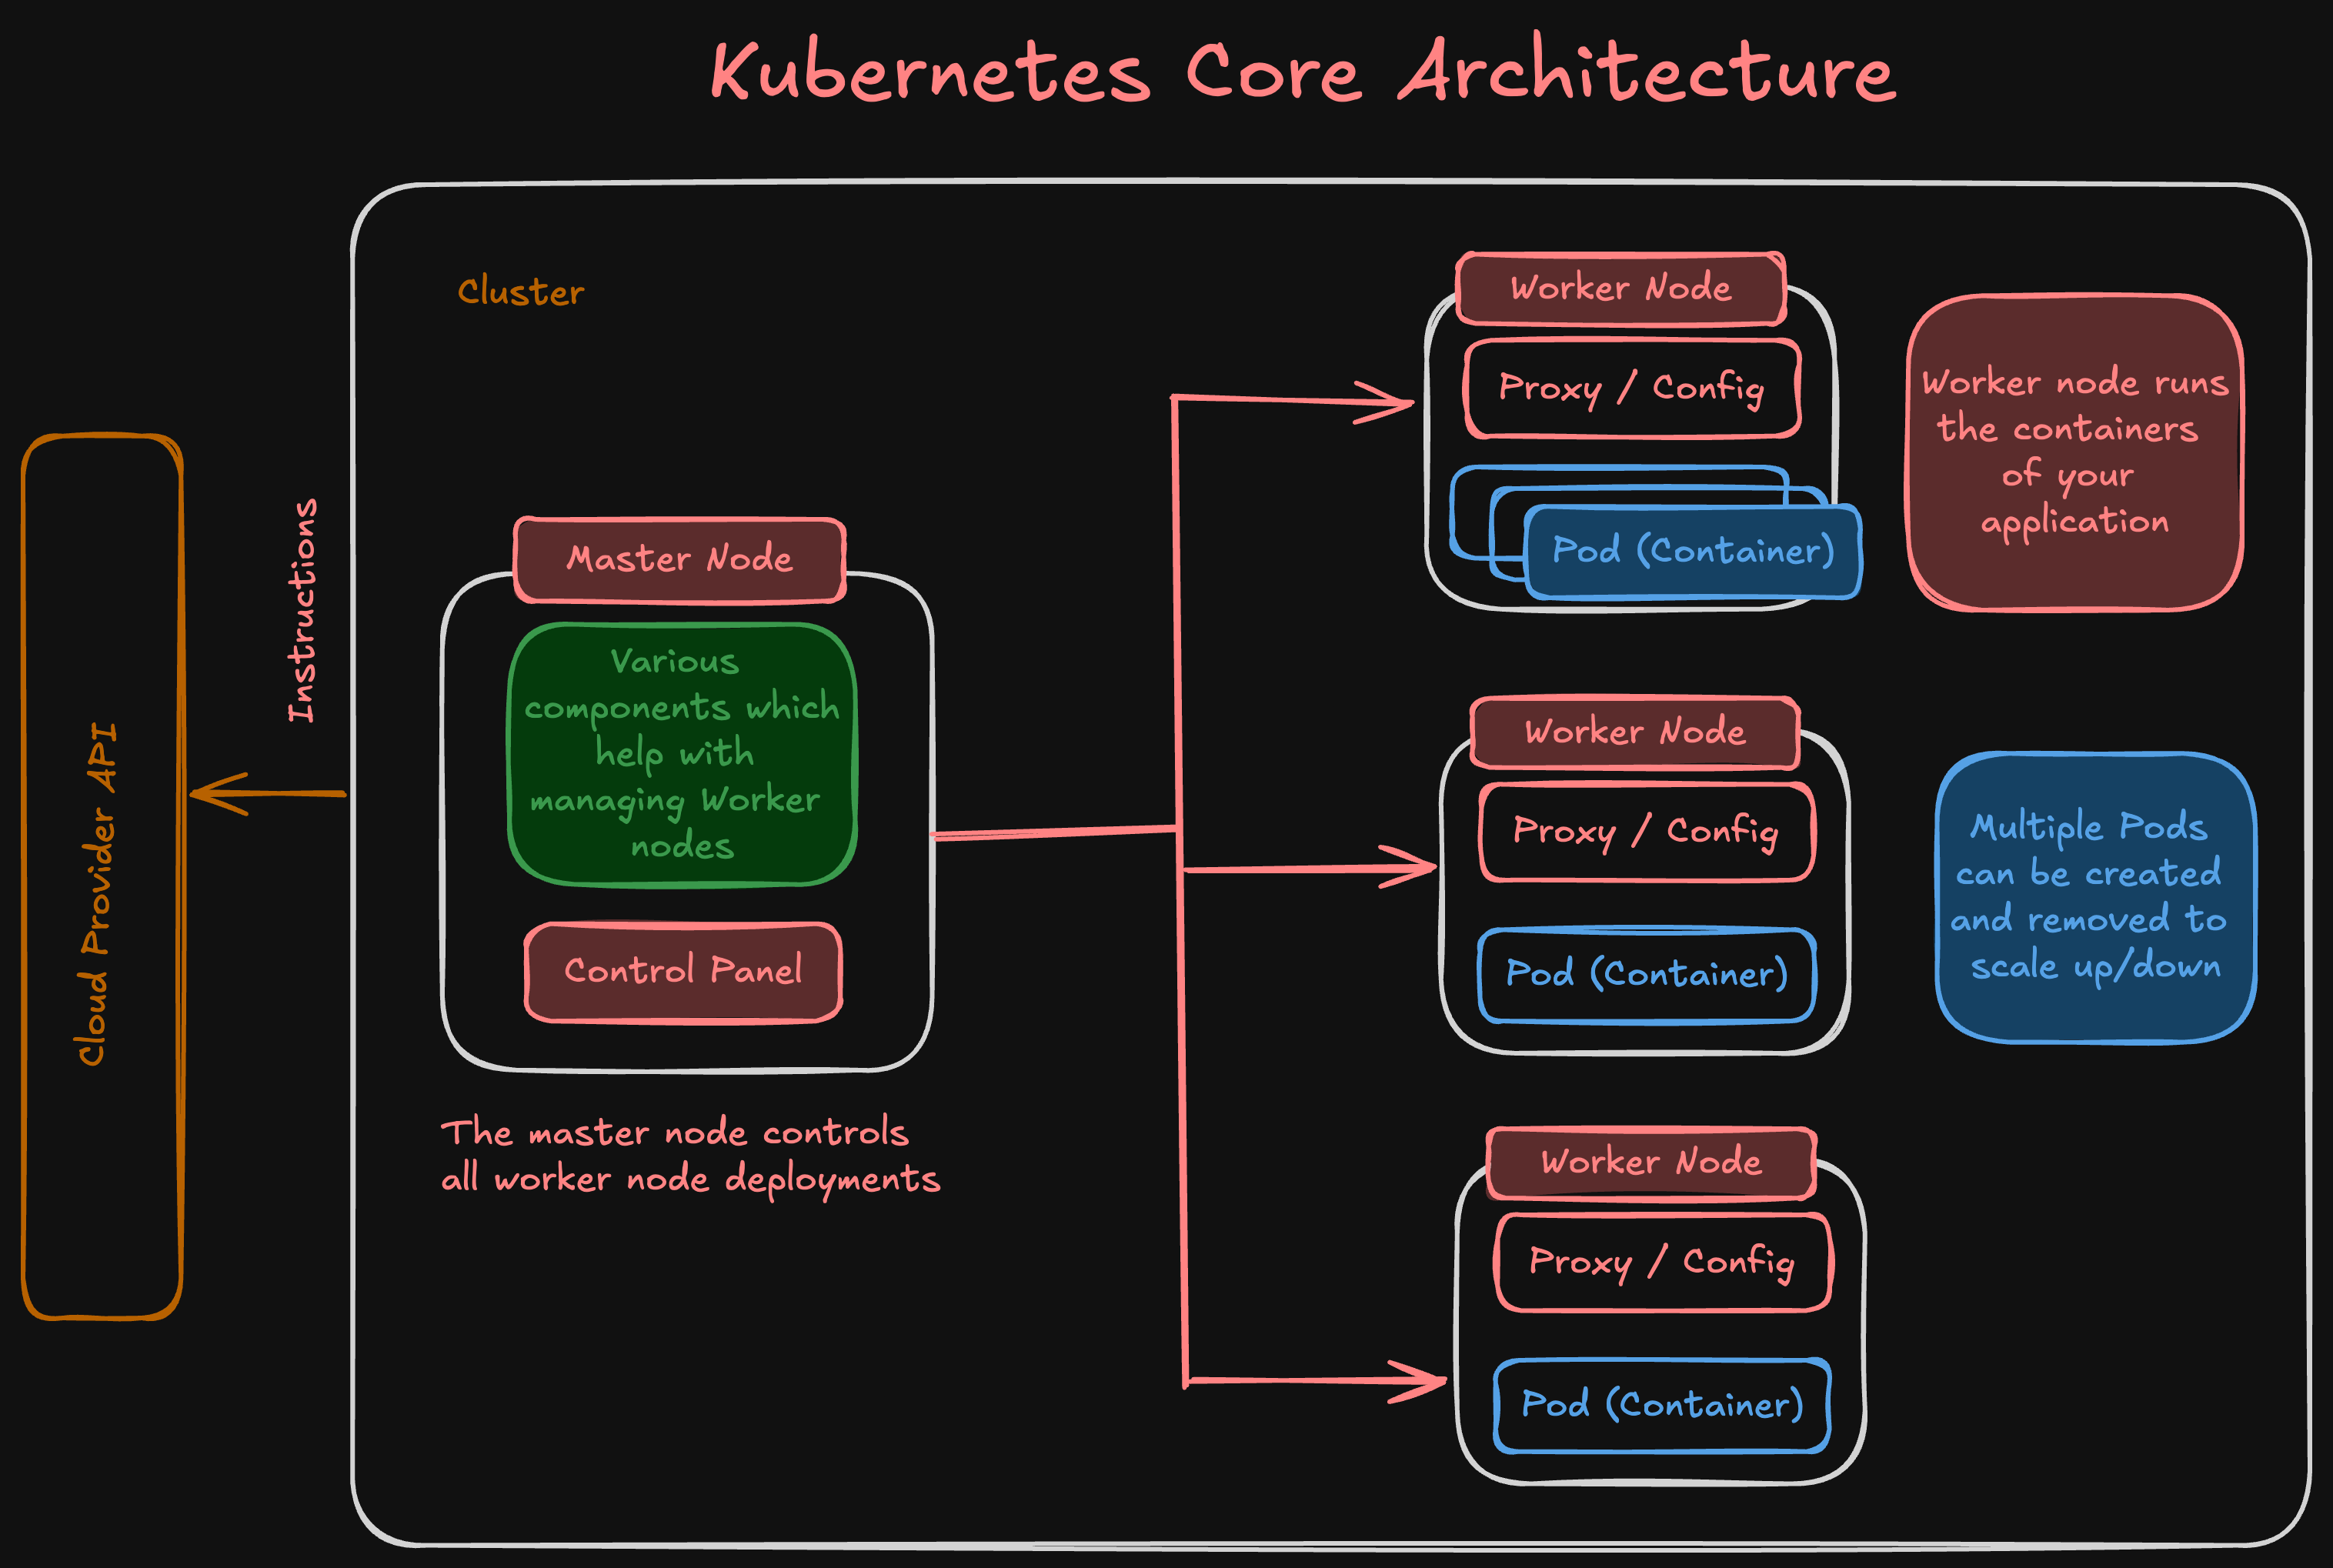 Kubernetes Core Architecture
Cluster
Cloud Provider API
Instructions
Master Node
Various
components which
help with
managing Worker
nodes
Control Panel
The master node controls
all worker node deployments
Worker Node
Proxy / Config
Pod (Container)
Worker node runs
the containers
of your
application
Worker Node
Proxy / Config
Pod (Container)
Multiple Pods
can be created
and removed to
scale up/down
Worker Node
Proxy / Config
Pod (Container)